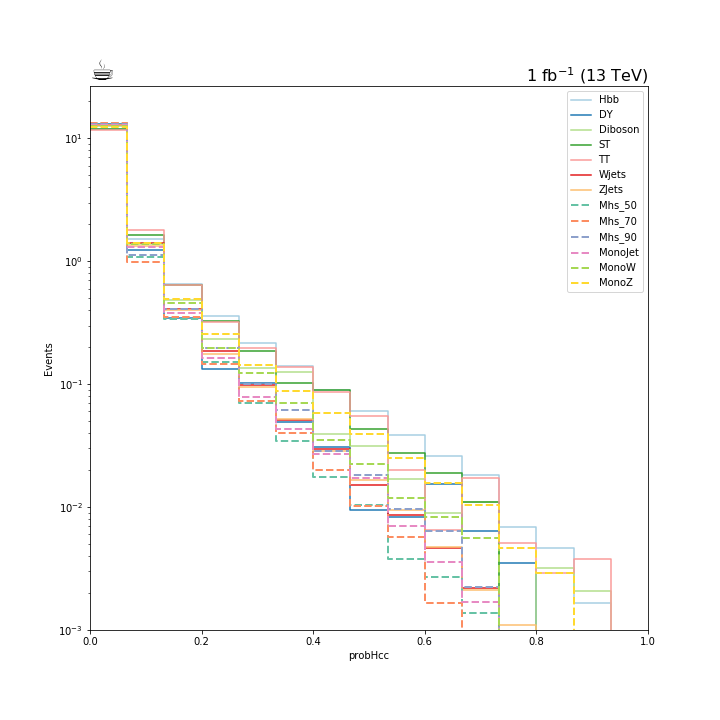 ☕ 1 fb⁻¹ (13 TeV)
Hbb
DY
Diboson
ST
TT
Wjets
ZJets
Mhs_50
Mhs_70
Mhs_90
MonoJet
MonoW
MonoZ
Events
10¹
10⁰
10⁻¹
10⁻²
10⁻³
0.0 0.2 0.4 0.6 0.8 1.0
probHcc